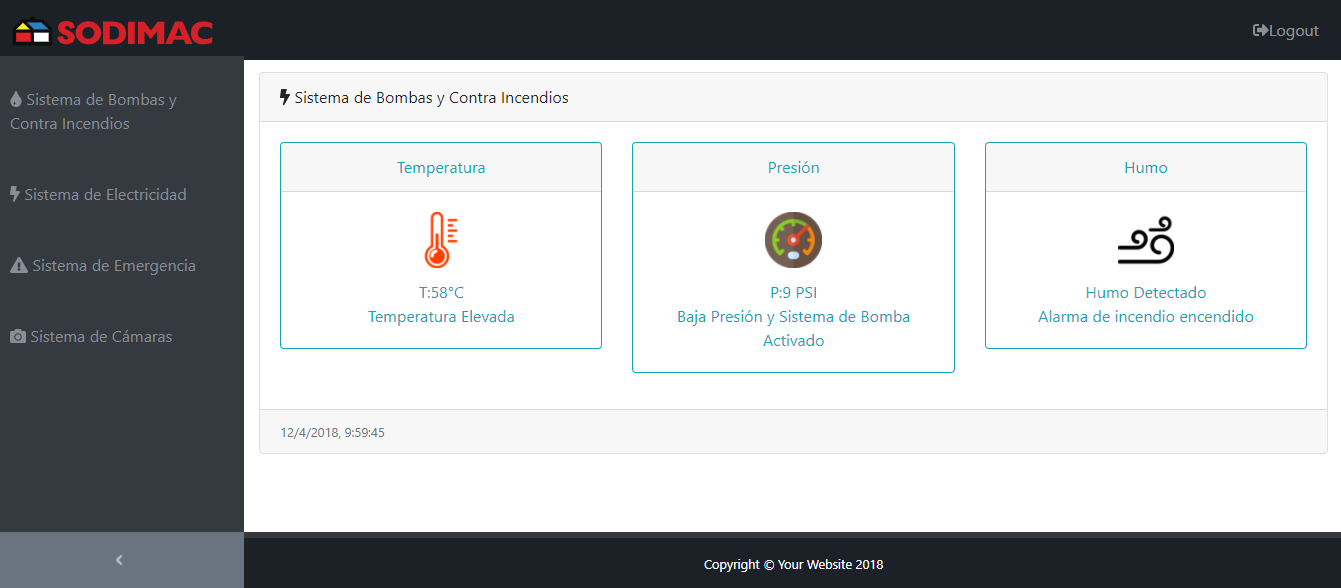 SODIMAC
Logout
Sistema de Bombas y
Contra Incendios
Sistema de Electricidad
Sistema de Emergencia
Sistema de Cámaras
Sistema de Bombas y Contra Incendios
Temperatura
T:58°C
Temperatura Elevada
Presión
P:9 PSI
Baja Presión y Sistema de Bomba
Activado
Humo
Humo Detectado
Alarma de incendio encendido
12/4/2018, 9:59:45
Copyright © Your Website 2018